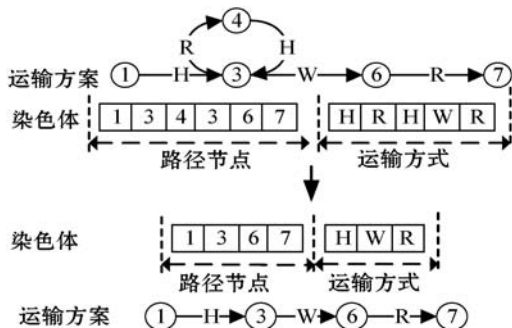 4
R H
运输方案 1 H 3 W 6 R 7
染色体 1 3 4 3 6 7 H R H W R
路径节点 运输方式
染色体 1 3 6 7 H W R
路径节点 运输方式
运输方案 1 H 3 W 6 R 7